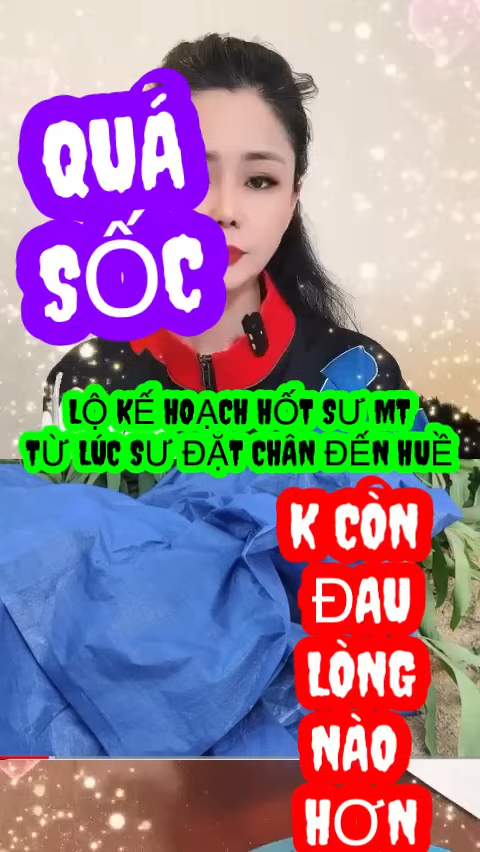 QUÁ
SỐC
LỘ KẾ HOẠCH HỐT SƯ MT
TỪ LÚC SƯ ĐẶT CHÂN ĐẾN HUỀ
K CÒN
ĐAU
LÒNG
NÀO
HƠN